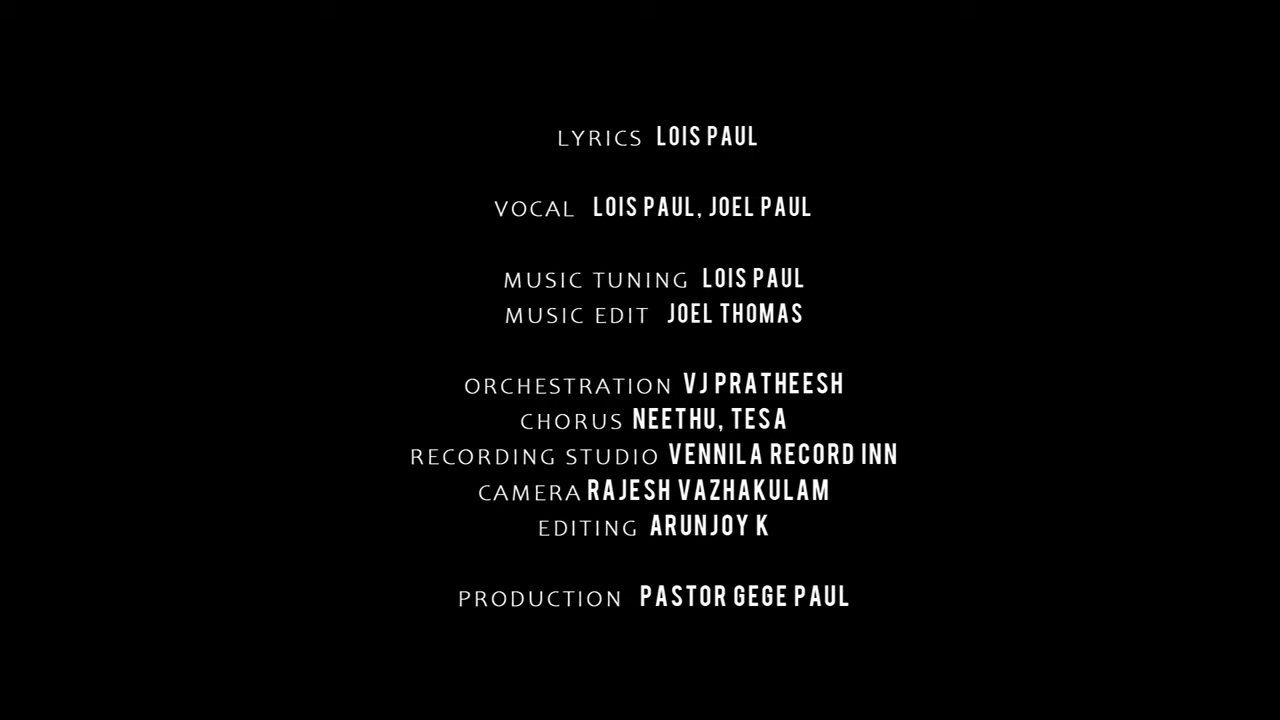 LYRICS LOIS PAUL
VOCAL LOIS PAUL, JOEL PAUL
MUSIC TUNING LOIS PAUL
MUSIC EDIT JOEL THOMAS
ORCHESTRATION VJ PRATHEESH
CHORUS NEETHU, TESA
RECORDING STUDIO VENNILA RECORD INN
CAMERA RAJESH VAZHAKULAM
EDITING ARUNJOY K
PRODUCTION PASTOR GEGE PAUL